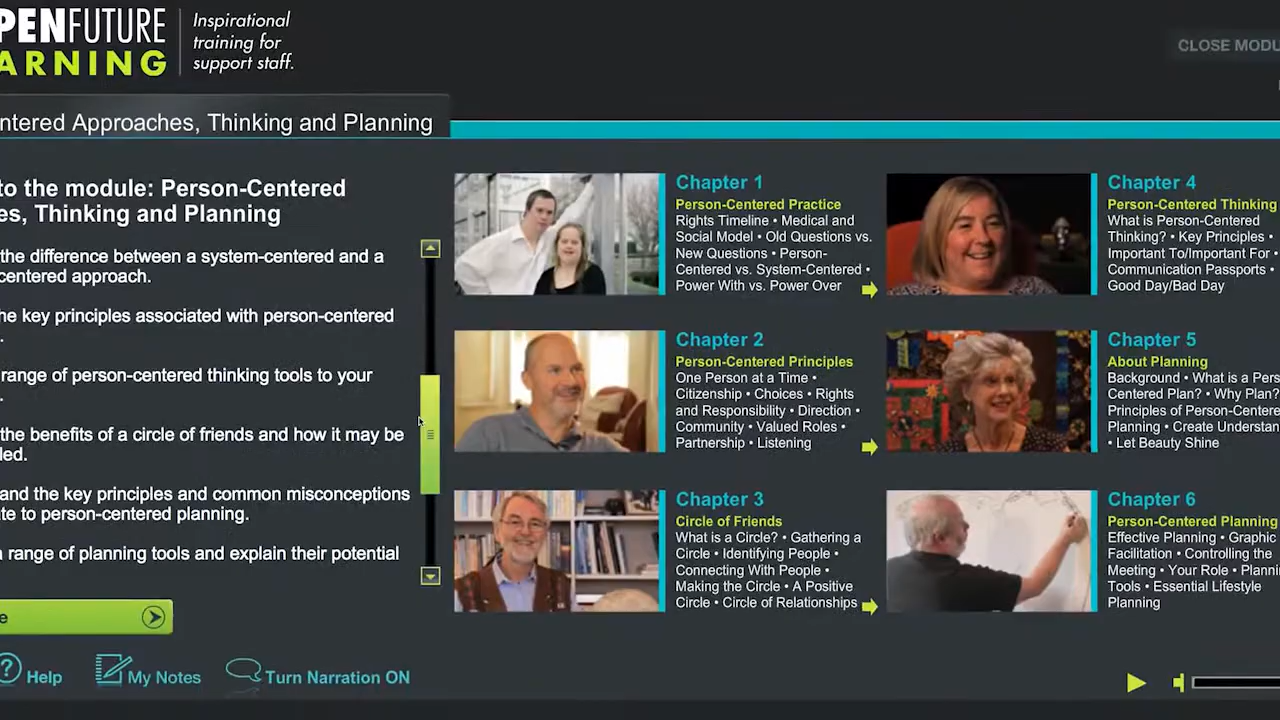 PENFUTURE
ARNING
Inspirational
training for
support staff.
CLOSE MODU
ntered Approaches, Thinking and Planning
to the module: Person-Centered
es, Thinking and Planning
the difference between a system-centered and a
centered approach.
he key principles associated with person-centered
.
range of person-centered thinking tools to your
.
the benefits of a circle of friends and how it may be
led.
and the key principles and common misconceptions
te to person-centered planning.
a range of planning tools and explain their potential
e
Help
My Notes
Turn Narration ON
Chapter 1
Person-Centered Practice
Rights Timeline • Medical and
Social Model • Old Questions vs.
New Questions • Person-
Centered vs. System-Centered •
Power With vs. Power Over
Chapter 2
Person-Centered Principles
One Person at a Time •
Citizenship • Choices • Rights
and Responsibility • Direction •
Community • Valued Roles •
Partnership • Listening
Chapter 3
Circle of Friends
What is a Circle? • Gathering a
Circle • Identifying People •
Connecting With People •
Making the Circle • A Positive
Circle • Circle of Relationships
Chapter 4
Person-Centered Thinking
What is Person-Centered
Thinking? • Key Principles •
Important To/Important For •
Communication Passports •
Good Day/Bad Day
Chapter 5
About Planning
Background • What is a Pers
Centered Plan? • Why Plan?
Principles of Person-Centere
Planning • Create Understan
• Let Beauty Shine
Chapter 6
Person-Centered Planning
Effective Planning • Graphic
Facilitation • Controlling the
Meeting • Your Role • Plannin
Tools • Essential Lifestyle
Planning